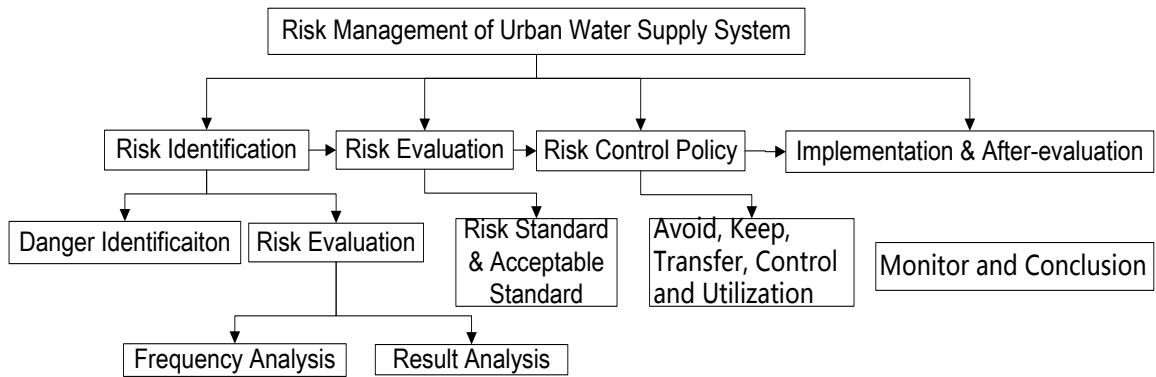 Risk Management of Urban Water Supply System
Risk Identification
Risk Evaluation
Risk Control Policy
Implementation & After-evaluation
Danger Identificaiton
Risk Evaluation
Risk Standard
& Acceptable
Standard
Avoid, Keep,
Transfer, Control
and Utilization
Monitor and Conclusion
Frequency Analysis
Result Analysis